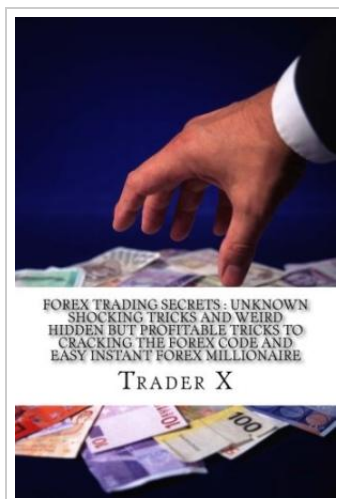 FOREX TRADING SECRETS : UNKNOWN
SHOCKING TRICKS AND WEIRD
HIDDEN BUT PROFITABLE TRICKS TO
CRACKING THE FOREX CODE AND
EASY INSTANT FOREX MILLIONAIRE
TRADER X
100